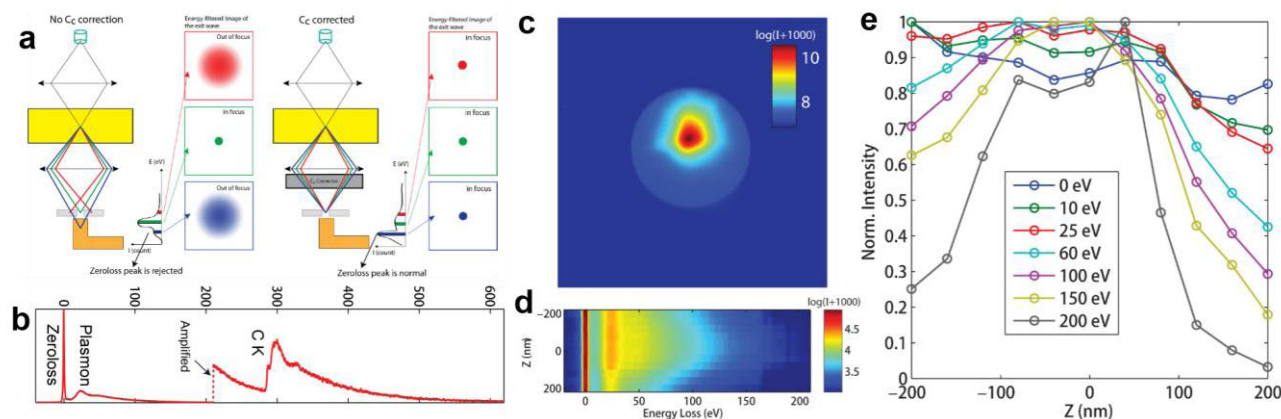 a
No C꜀ correction
Energy-filtered Image of
the exit wave
Out of focus
In focus
Out of focus
E (eV)
I (count)
Zeroloss peak is rejected
C꜀ corrected
Energy-filtered Image of
the exit wave
In focus
in focus
in focus
C꜀ Corrector
E (eV)
I (count)
Zeroloss peak is normal
b
0 100 200 300 400 500 600
Zeroloss
Plasmon
Amplified
C K
c
log(I+1000)
10
8
d
log(I+1000)
Z (nm)
-200
0
200
0 50 100 150 200
Energy Loss (eV)
4.5
4.0
3.5
e
Norm. Intensity
1
0.9
0.8
0.7
0.6
0.5
0.4
0.3
0.2
0.1
0
0 eV
10 eV
25 eV
60 eV
100 eV
150 eV
200 eV
−200 −100 0 100 200
Z (nm)